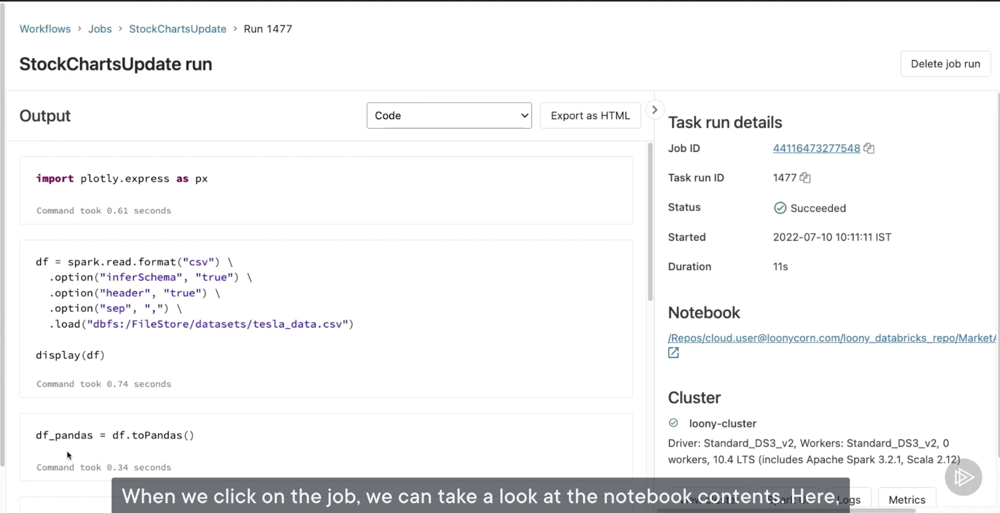 Workflows > Jobs > StockChartsUpdate > Run 1477
StockChartsUpdate run
Delete job run
Output
Code
Export as HTML
import plotly.express as px
Command took 0.61 seconds
df = spark.read.format("csv") \
.option("inferSchema", "true") \
.option("header", "true") \
.option("sep", ",") \
.load("dbfs:/FileStore/datasets/tesla_data.csv")
display(df)
Command took 0.74 seconds
df_pandas = df.toPandas()
Command took 0.34 seconds
Task run details
Job ID 44116473277548
Task run ID 1477
Status Succeeded
Started 2022-07-10 10:11:11 IST
Duration 11s
Notebook
/Repos/cloud.user@loonycorn.com/loony_databricks_repo/MarketA
Cluster
loony-cluster
Driver: Standard_DS3_v2, Workers: Standard_DS3_v2, 0
workers, 10.4 LTS (includes Apache Spark 3.2.1, Scala 2.12)
Metrics
When we click on the job, we can take a look at the notebook contents. Here,